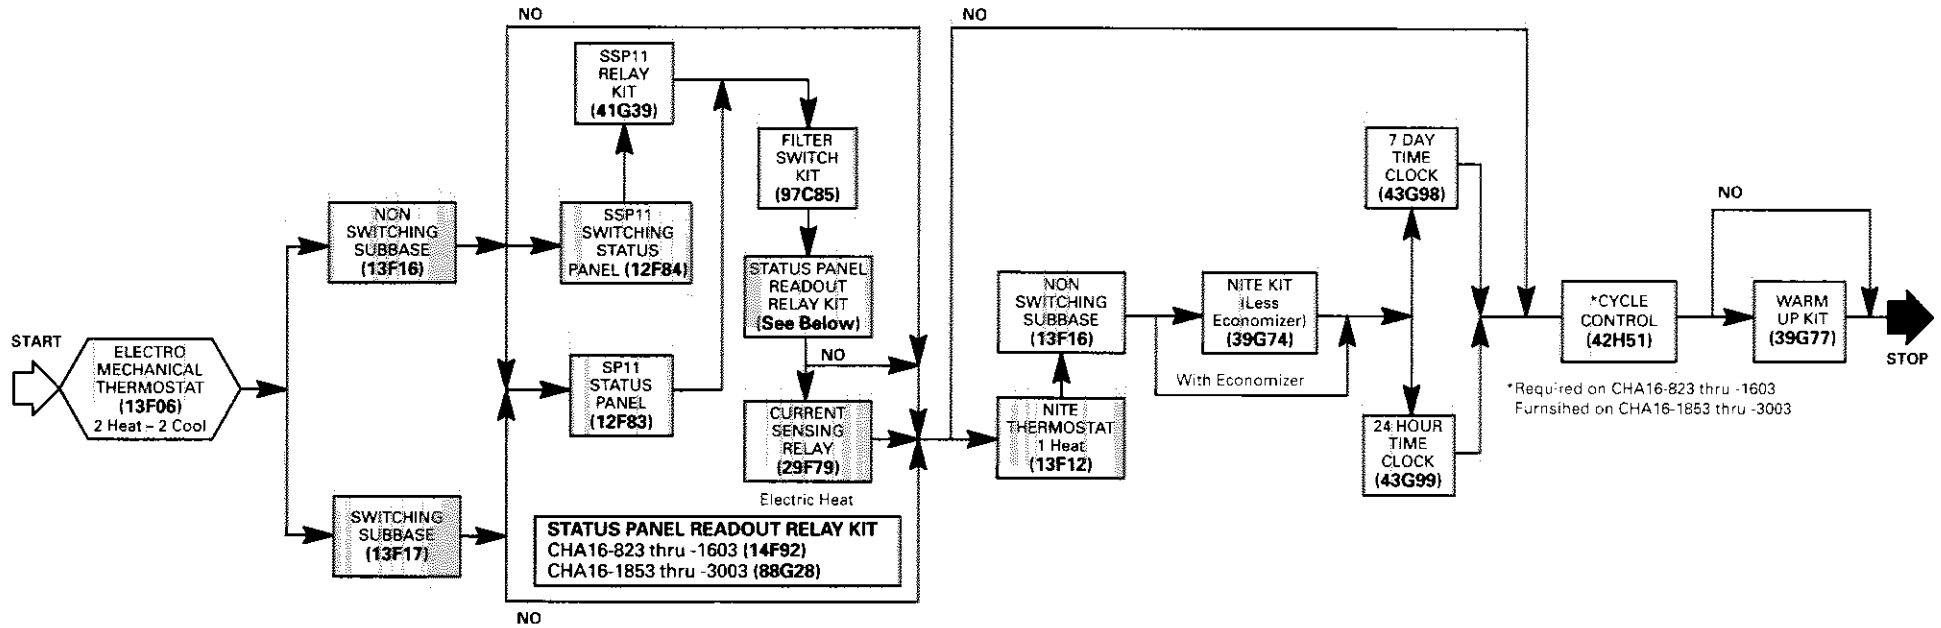 NO
NO
SSP11
RELAY
KIT
(41G39)
FILTER
SWITCH
KIT
(97C85)
7 DAY
TIME
CLOCK
(43G98)
NO
NON
SWITCHING
SUBBASE
(13F16)
SSP11
SWITCHING
STATUS
PANEL (12F84)
STATUS PANEL
READOUT
RELAY KIT
(See Below)
NO
NON
SWITCHING
SUBBASE
(13F16)
NITE KIT
(Less
Economizer)
(39G74)
With Economizer
*CYCLE
CONTROL
(42H51)
WARM
UP KIT
(39G77)
STOP
START
ELECTRO
MECHANICAL
THERMOSTAT
(13F06)
2 Heat – 2 Cool
SP11
STATUS
PANEL
(12F83)
CURRENT
SENSING
RELAY
(29F79)
Electric Heat
NITE
THERMOSTAT
1 Heat
(13F12)
*Required on CHA16-823 thru -1603
Furnsihed on CHA16-1853 thru -3003
24 HOUR
TIME
CLOCK
(43G99)
SWITCHING
SUBBASE
(13F17)
STATUS PANEL READOUT RELAY KIT
CHA16-823 thru -1603 (14F92)
CHA16-1853 thru -3003 (88G28)
NO